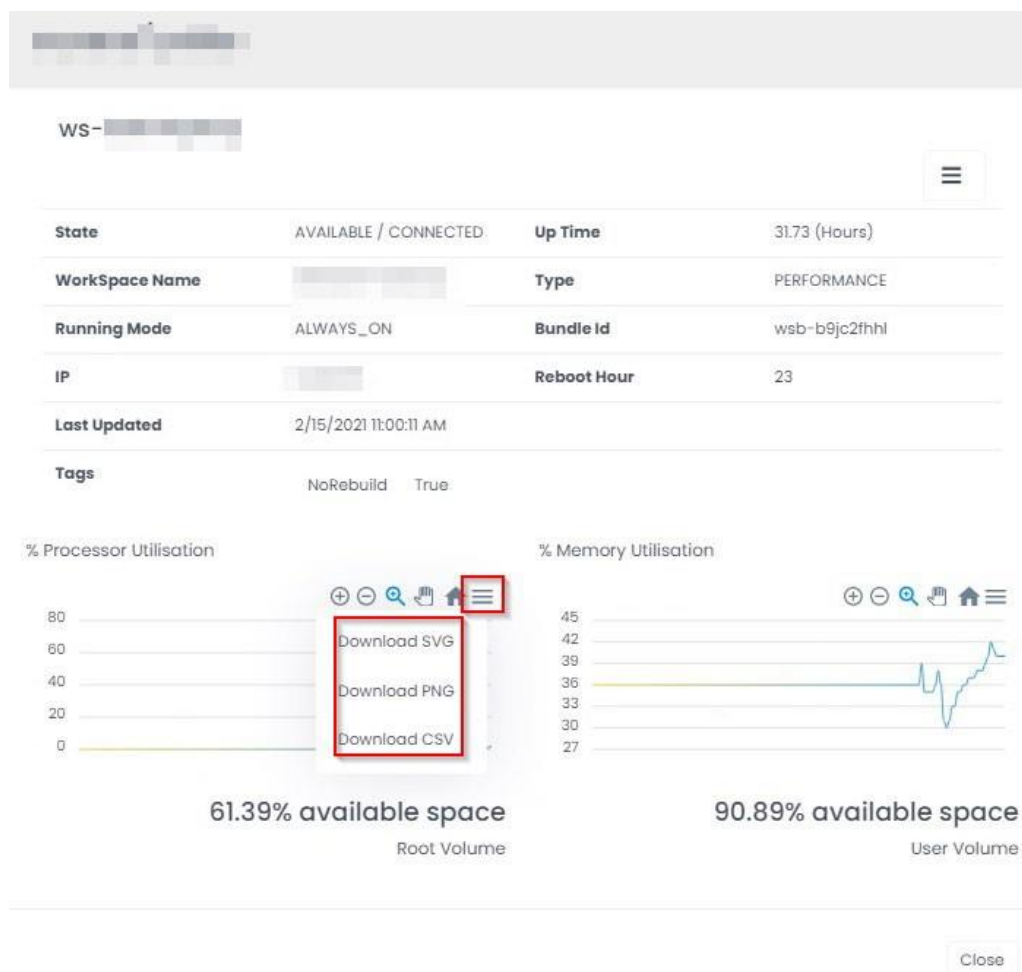 ws-
State AVAILABLE / CONNECTED Up Time 31.73 (Hours)
WorkSpace Name Type PERFORMANCE
Running Mode ALWAYS_ON Bundle Id wsb-b9jc2fhhl
IP Reboot Hour 23
Last Updated 2/15/2021 11:00:11 AM
Tags NoRebuild True
% Processor Utilisation
80
60
40
20
0
Download SVG
Download PNG
Download CSV
% Memory Utilisation
45
42
39
36
33
30
27
61.39% available space
Root Volume
90.89% available space
User Volume
Close